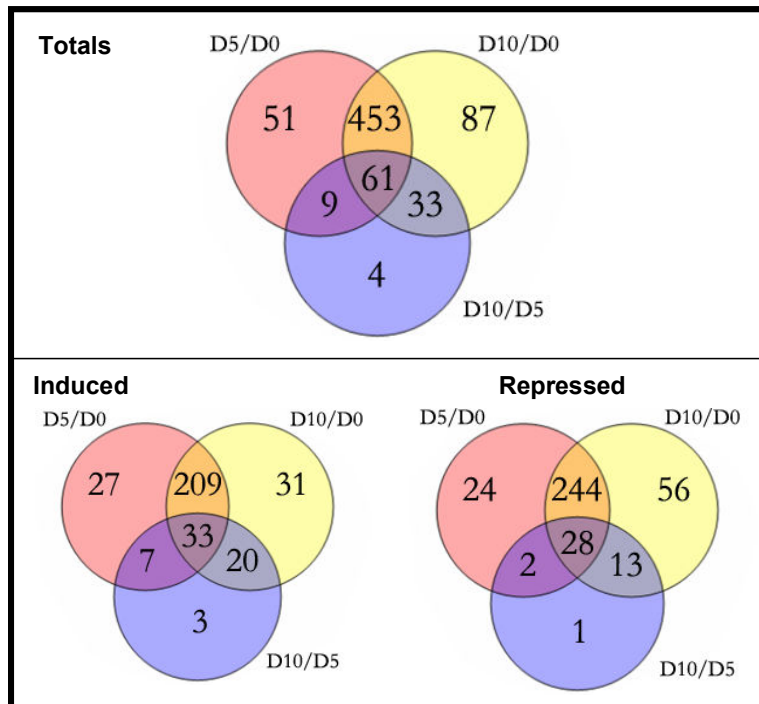 Totals
D5/D0
D10/D0
51
453
87
61
9
33
4
D10/D5
Induced
Repressed
D5/D0
D10/D0
27
209
31
33
7
20
3
D10/D5
D5/D0
D10/D0
24
244
56
28
2
13
1
D10/D5